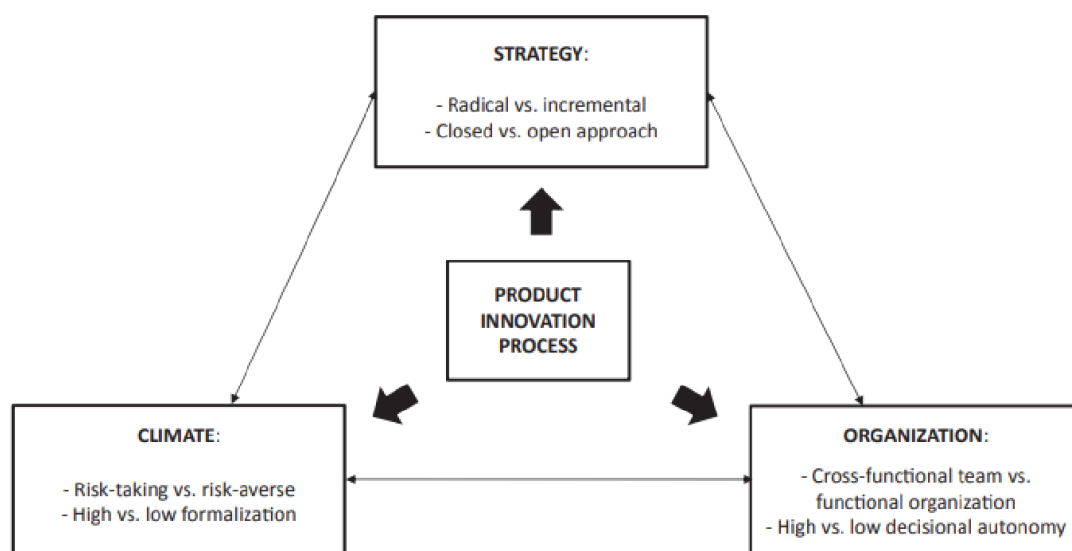 STRATEGY:
- Radical vs. incremental
- Closed vs. open approach
PRODUCT
INNOVATION
PROCESS
CLIMATE:
- Risk-taking vs. risk-averse
- High vs. low formalization
ORGANIZATION:
- Cross-functional team vs.
functional organization
- High vs. low decisional autonomy